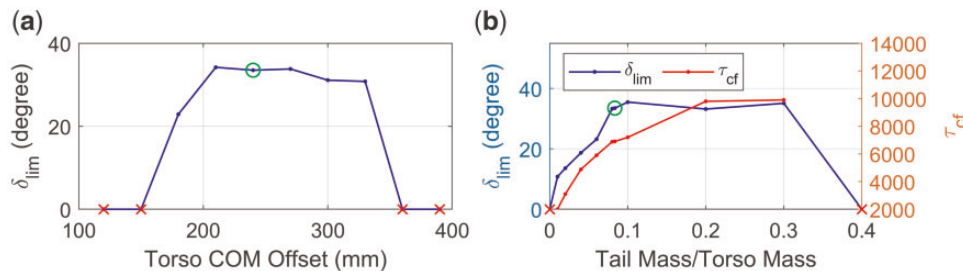 (a)
40
20
0
100
200
300
400
δlim (degree)
Torso COM Offset (mm)
(b)
δlim
τcf
40
20
0
0
0.1
0.2
0.3
0.4
δlim (degree)
Tail Mass/Torso Mass
14000
12000
10000
8000
6000
4000
2000
τcf